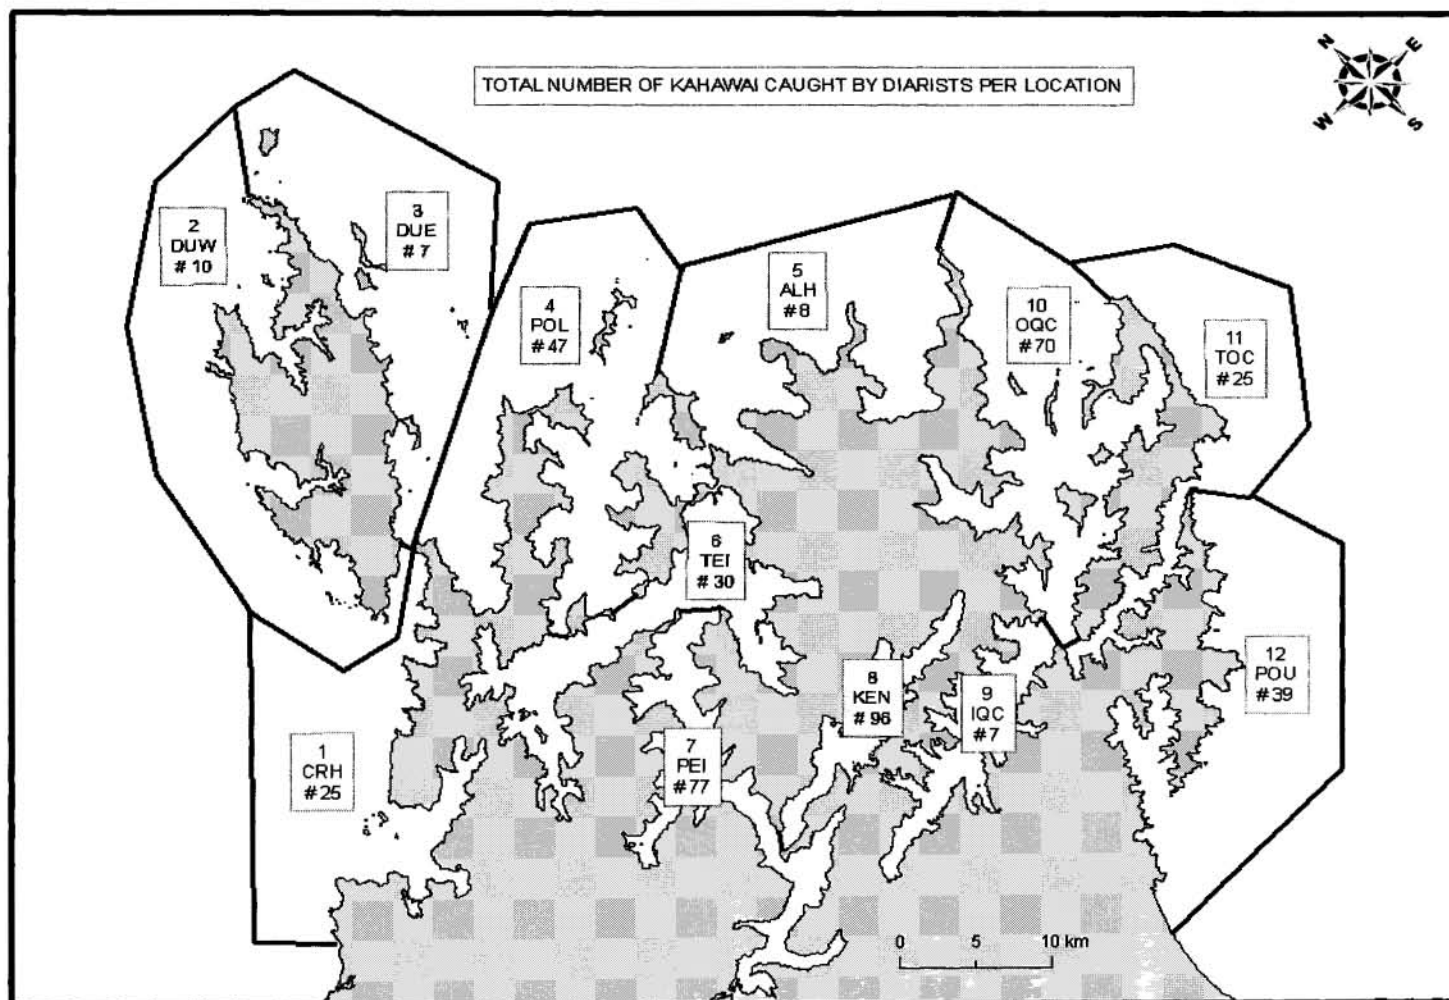 TOTAL NUMBER OF KAHAWAI CAUGHT BY DIARISTS PER LOCATION
N
E
W
S
2
DUW
# 10
3
DUE
# 7
4
POL
# 47
5
ALH
# 8
10
OQC
# 70
11
TOC
# 25
6
TEI
# 30
12
POU
# 39
8
KEN
# 96
9
IQC
# 7
7
PEI
# 77
1
CRH
# 25
0 5 10 km